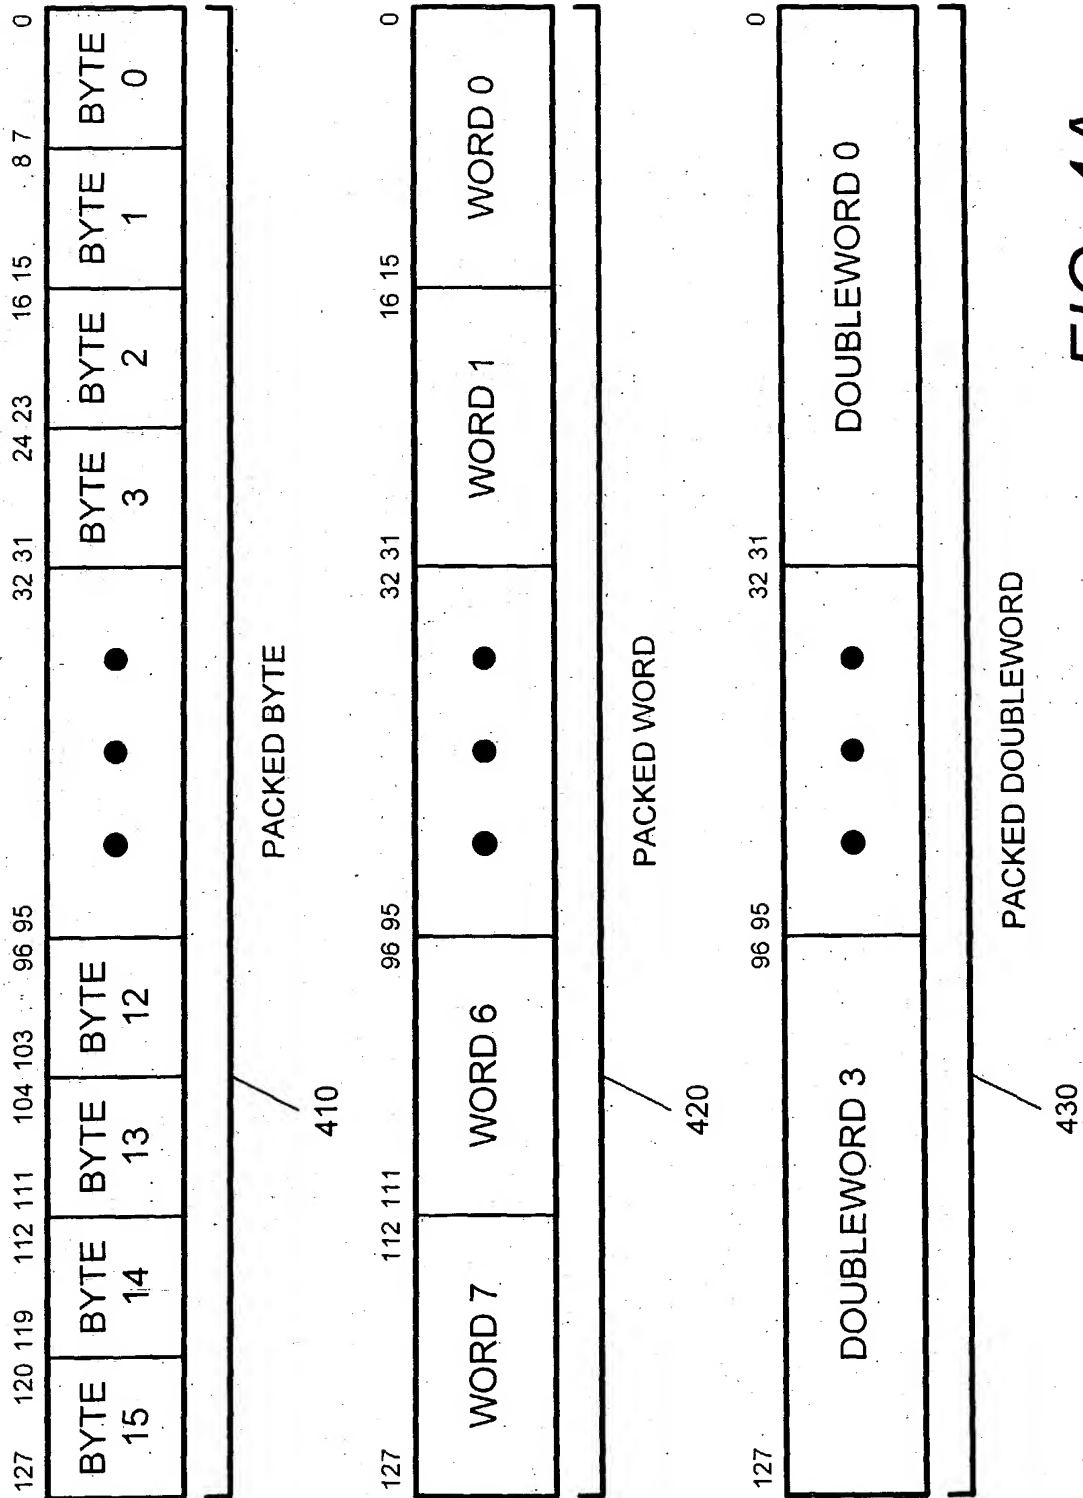 127 120 119 112 111 104 103 96 95 32 31 24 23 16 15 8 7 0
BYTE 15 BYTE 14 BYTE 13 BYTE 12 BYTE 3 BYTE 2 BYTE 1 BYTE 0
PACKED BYTE
410
127 112 111 96 95 32 31 16 15 0
WORD 7 WORD 6 WORD 1 WORD 0
PACKED WORD
420
127 96 95 32 31 0
DOUBLEWORD 3 DOUBLEWORD 0
PACKED DOUBLEWORD
430